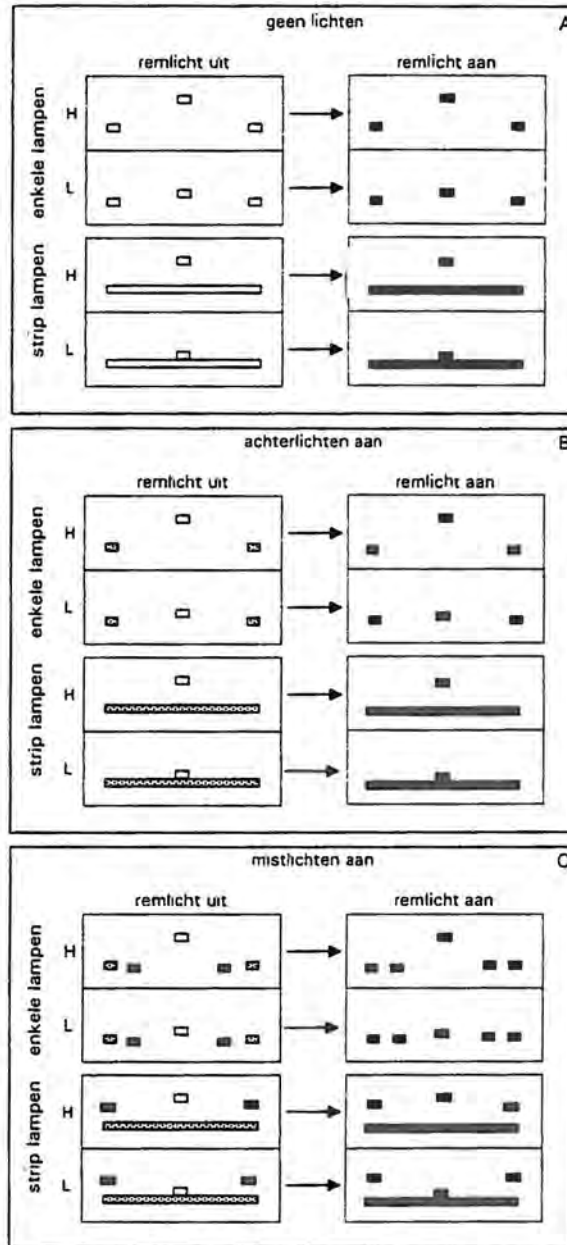 geen lichten A
remlicht uit remlicht aan
enkele lampen
H
L
strip lampen
H
L
achterlichten aan B
remlicht uit remlicht aan
enkele lampen
H
L
strip lampen
H
L
mistlichten aan C
remlicht uit remlicht aan
enkele lampen
H
L
strip lampen
H
L